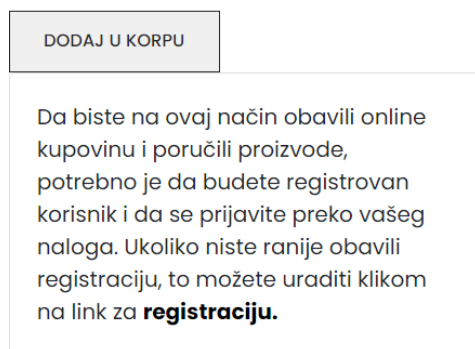 DODAJ U KORPU
Da biste na ovaj način obavili online
kupovinu i poručili proizvode,
potrebno je da budete registrovan
korisnik i da se prijavite preko vašeg
naloga. Ukoliko niste ranije obavili
registraciju, to možete uraditi klikom
na link za registraciju.